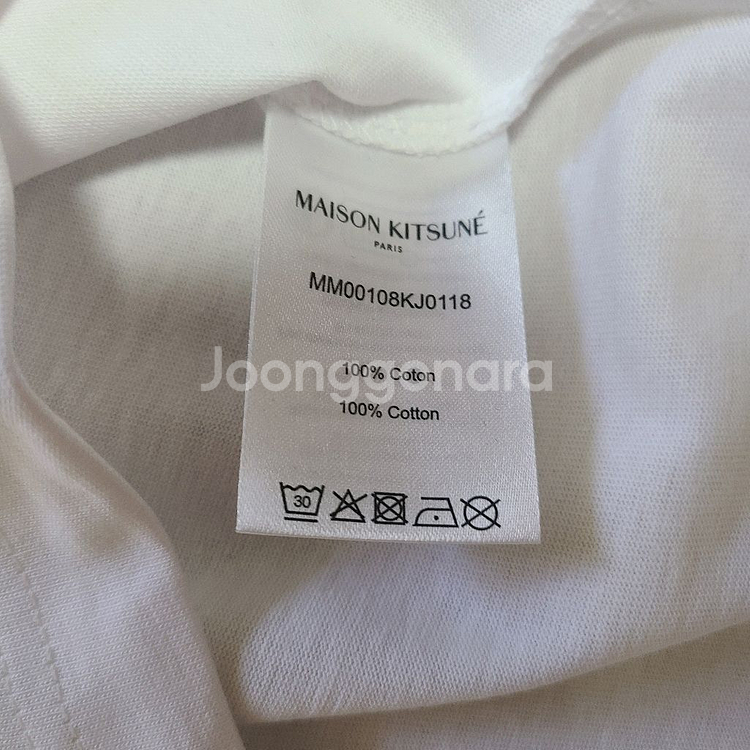 MAISON KITSUNÉ
PARIS
MM00108KJ0118
100% Coton
100% Cotton
Joonggonara
30